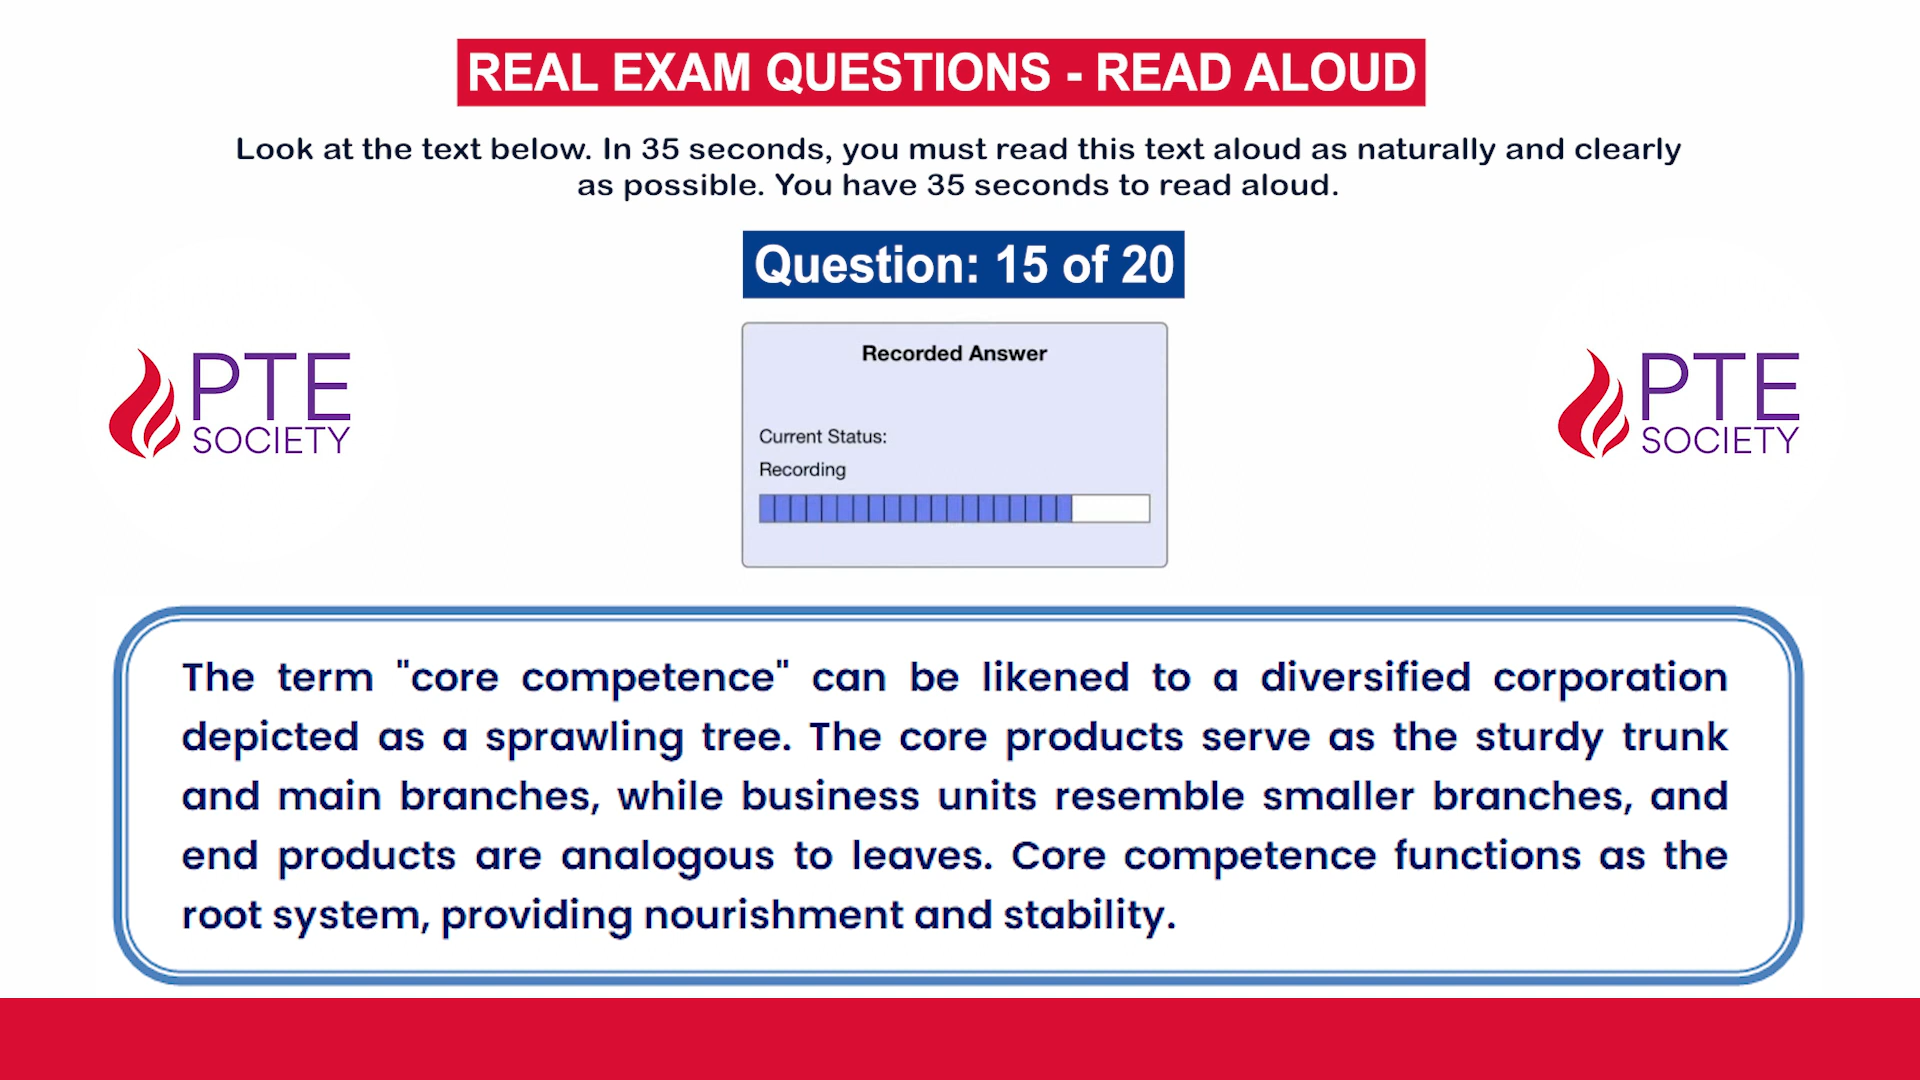 REAL EXAM QUESTIONS - READ ALOUD
Look at the text below. In 35 seconds, you must read this text aloud as naturally and clearly
as possible. You have 35 seconds to read aloud.
Question: 15 of 20
PTE
SOCIETY
Recorded Answer
Current Status:
Recording
PTE
SOCIETY
The term "core competence" can be likened to a diversified corporation
depicted as a sprawling tree. The core products serve as the sturdy trunk
and main branches, while business units resemble smaller branches, and
end products are analogous to leaves. Core competence functions as the
root system, providing nourishment and stability.